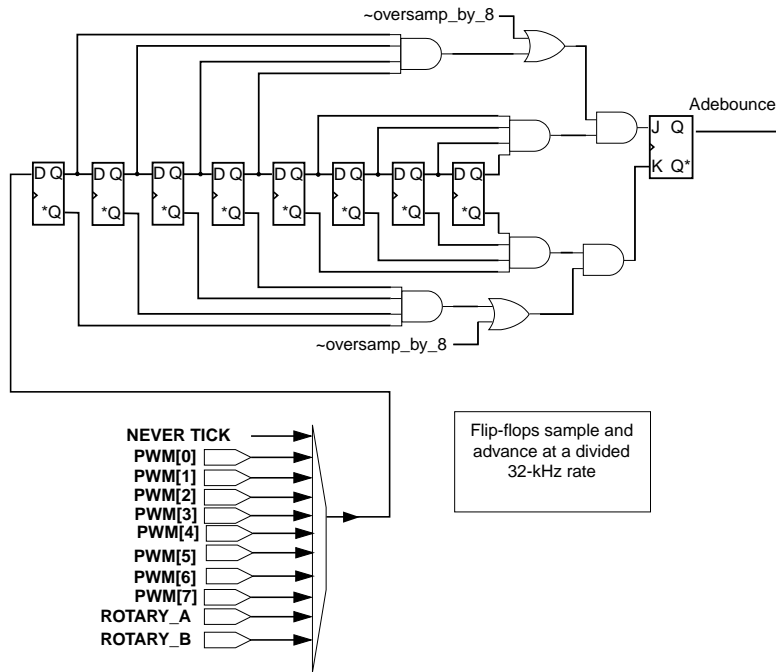 ~oversamp_by_8
Adebounce
J Q
K Q*
D Q D Q D Q D Q D Q D Q D Q D Q
*Q *Q *Q *Q *Q *Q *Q *Q
~oversamp_by_8
NEVER TICK
PWM[0]
PWM[1]
PWM[2]
PWM[3]
PWM[4]
PWM[5]
PWM[6]
PWM[7]
ROTARY_A
ROTARY_B
Flip-flops sample and
advance at a divided
32-kHz rate